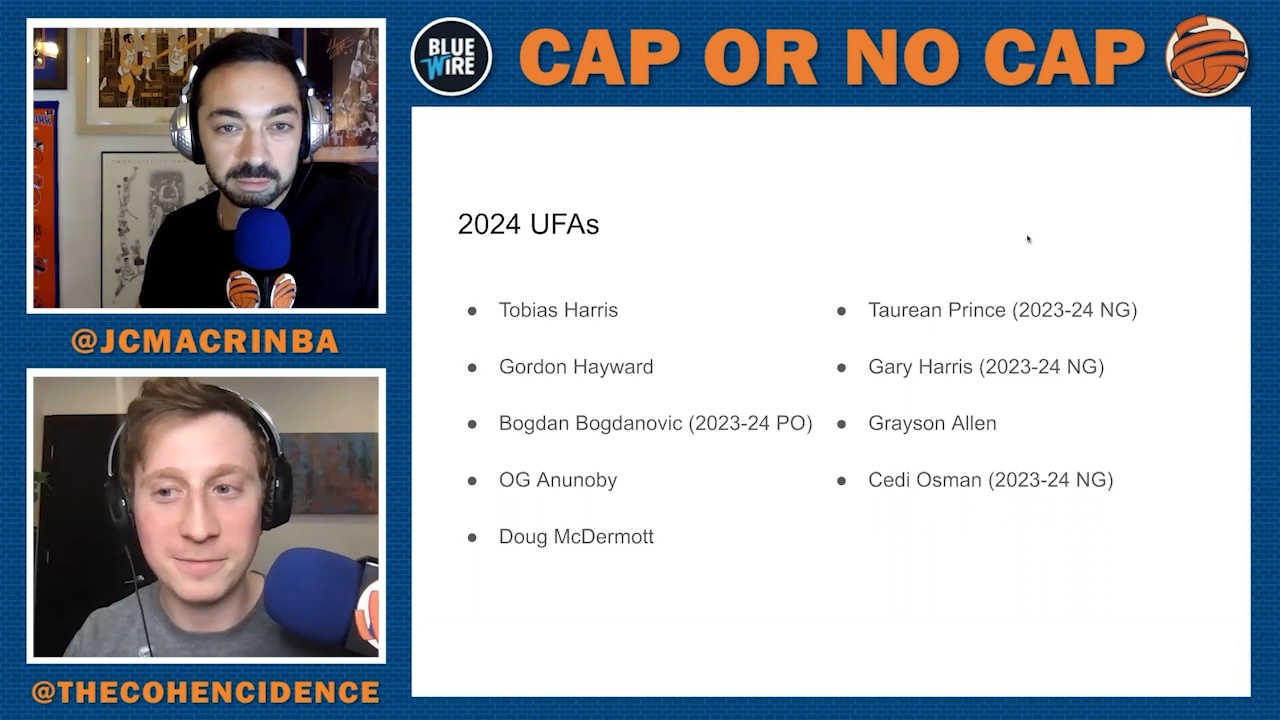 BLUE
WIRE
CAP OR NO CAP
@JCMACRINBA
@THECOHENCIDENCE
2024 UFAs
● Tobias Harris
● Gordon Hayward
● Bogdan Bogdanovic (2023-24 PO)
● OG Anunoby
● Doug McDermott
● Taurean Prince (2023-24 NG)
● Gary Harris (2023-24 NG)
● Grayson Allen
● Cedi Osman (2023-24 NG)